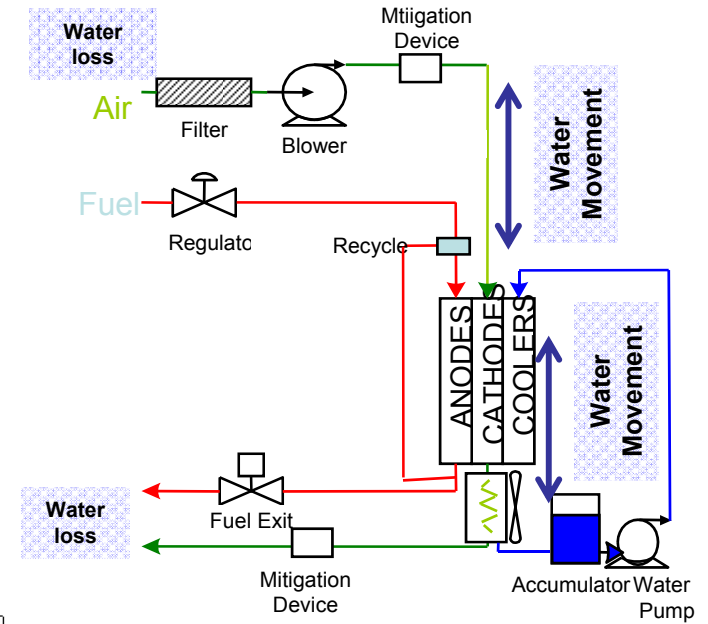 Water
loss
Mtiigation
Device
Air
Filter
Blower
Water
Movement
Fuel
Regulato
Recycle
ANODES
CATHODES
COOLERS
Water
Movement
Water
loss
Fuel Exit
Mitigation
Device
Accumulator
Water
Pump